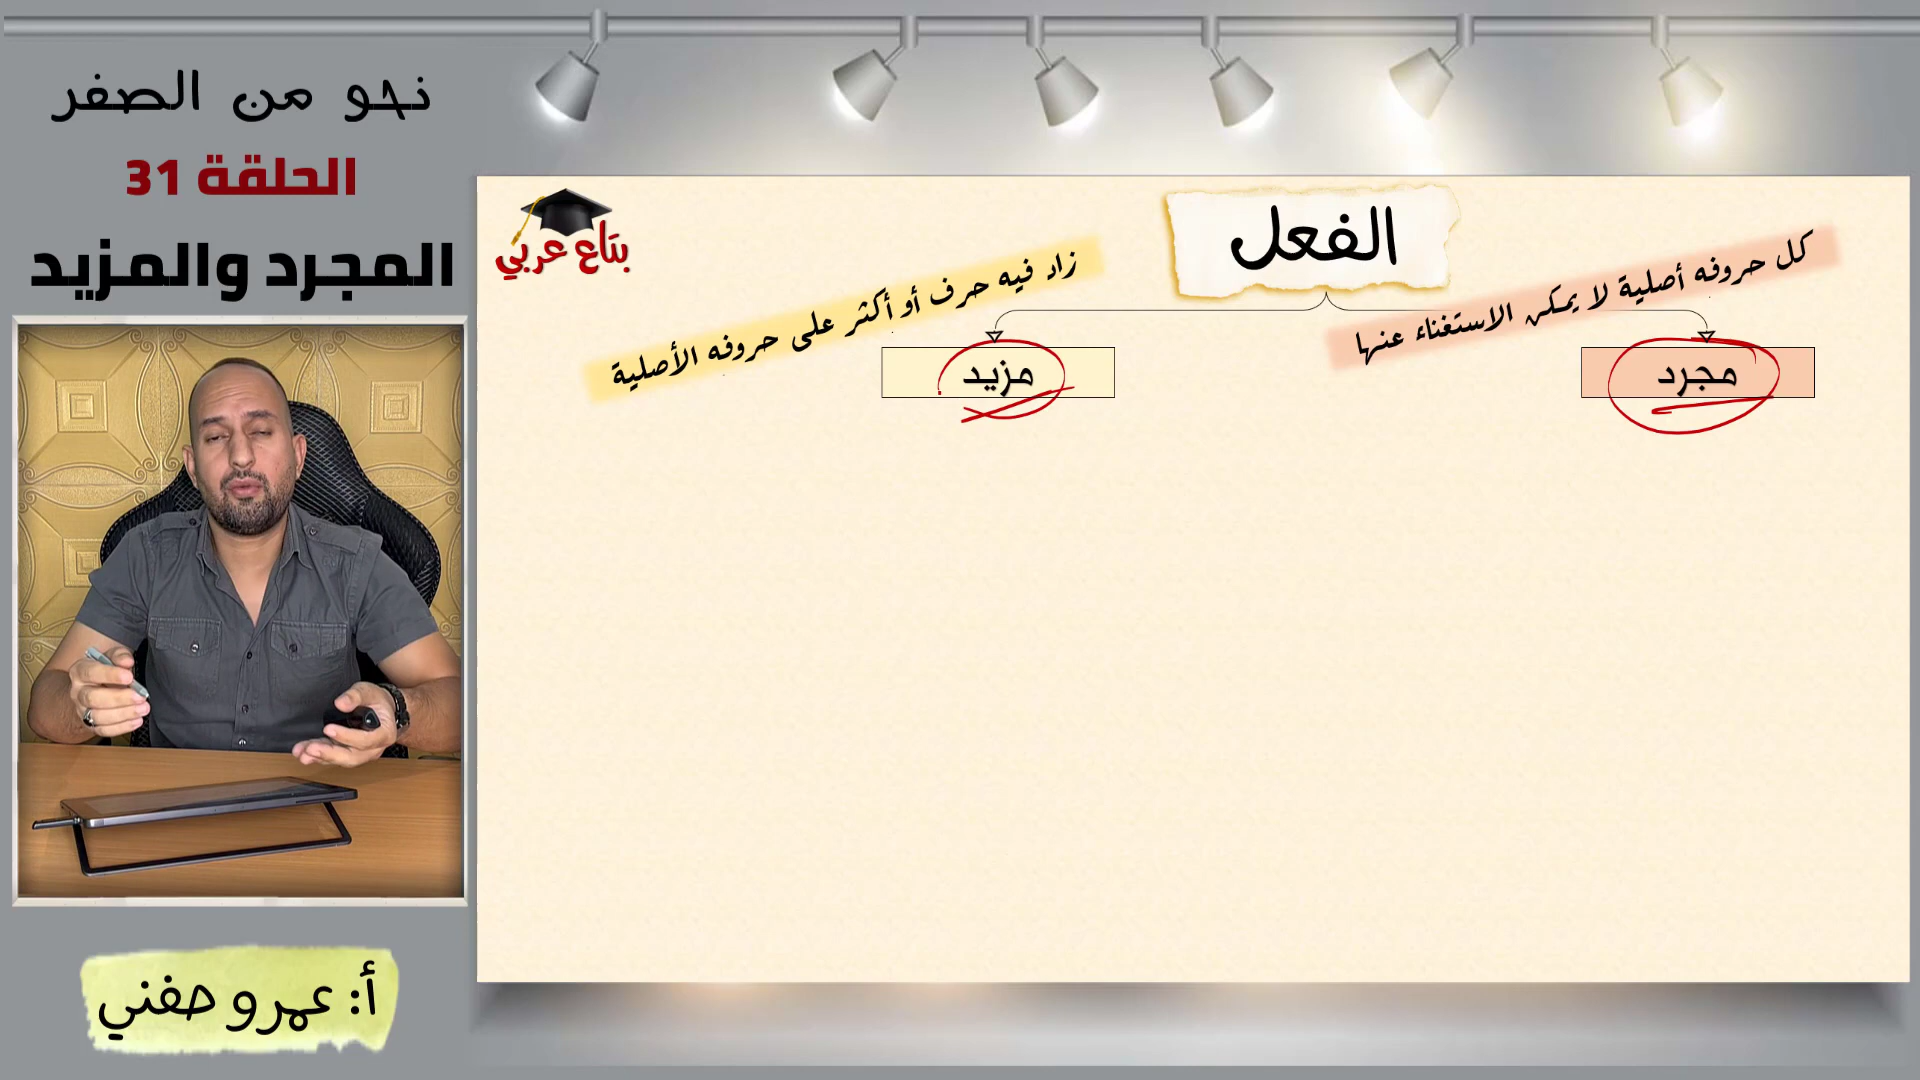 نحو من الصفر
الحلقة 31
المجرد والمزيد
أ: عمرو حفني
بتاع عربي
الفعل
كل حروفه أصلية لا يمكن الاستغناء عنها
مجرد
زاد فيه حرف أو أكثر على حروفه الأصلية
مزيد